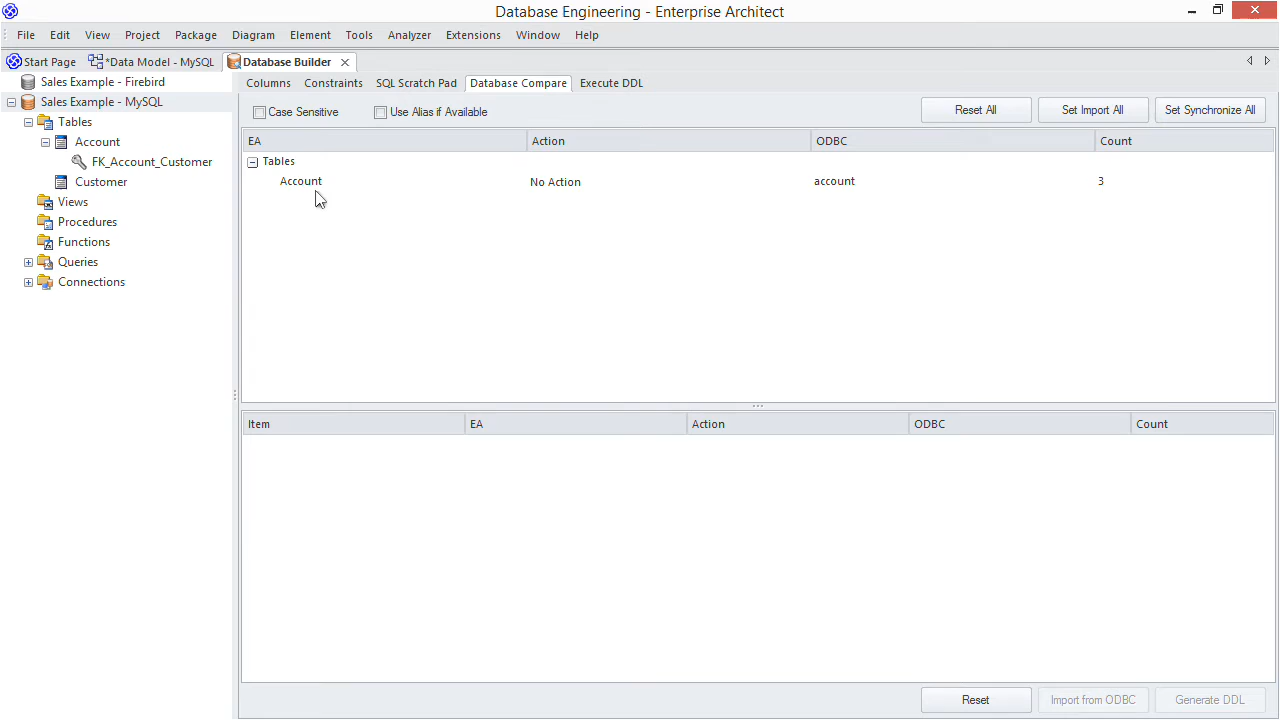 Database Engineering - Enterprise Architect
File Edit View Project Package Diagram Element Tools Analyzer Extensions Window Help
Start Page *Data Model - MySQL Database Builder
Sales Example - Firebird
Sales Example - MySQL
Tables
Account
FK_Account_Customer
Customer
Views
Procedures
Functions
Queries
Connections
Columns Constraints SQL Scratch Pad Database Compare Execute DDL
Case Sensitive Use Alias if Available Reset All Set Import All Set Synchronize All
EA Action ODBC Count
Tables
Account No Action account 3
Item EA Action ODBC Count
Reset Import from ODBC Generate DDL